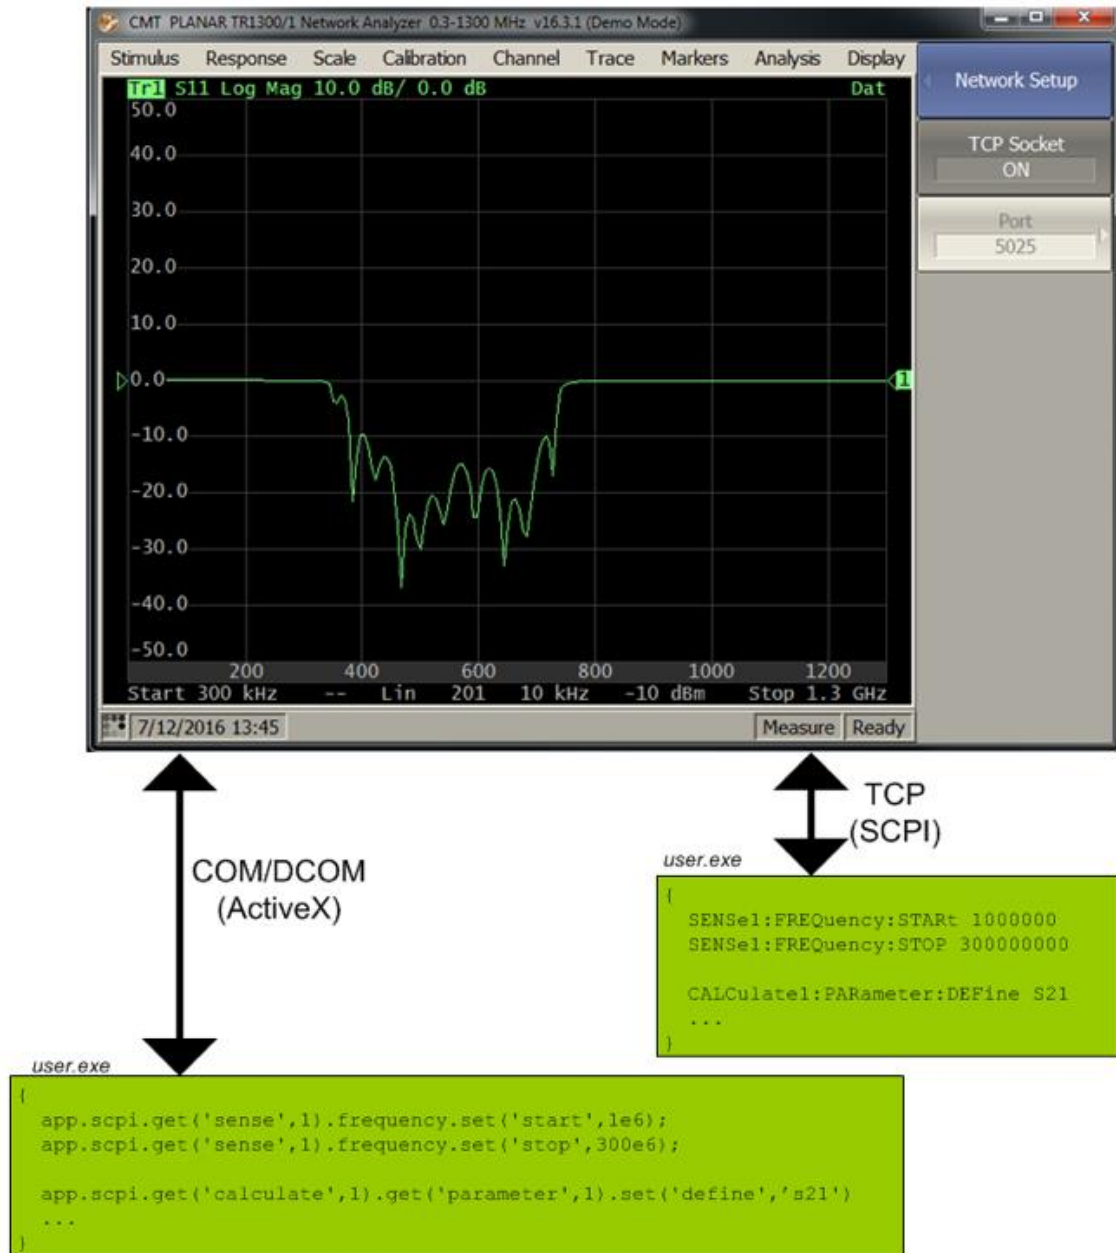 CMT PLANAR TR1300/1 Network Analyzer 0.3-1300 MHz v16.3.1 (Demo Mode)
Stimulus Response Scale Calibration Channel Trace Markers Analysis Display
Network Setup
TCP Socket
ON
Port
5025
Tr1 S11 Log Mag 10.0 dB/ 0.0 dB Dat
50.0
40.0
30.0
20.0
10.0
0.0 1
-10.0
-20.0
-30.0
-40.0
-50.0
200 400 600 800 1000 1200
Start 300 kHz -- Lin 201 10 kHz -10 dBm Stop 1.3 GHz
7/12/2016 13:45 Measure Ready
TCP
(SCPI)
COM/DCOM
(ActiveX)
user.exe
{
SENSe1:FREQuency:STARt 1000000
SENSe1:FREQuency:STOP 300000000
CALCulate1:PARameter:DEFine S21
...
}
user.exe
{
app.scpi.get('sense',1).frequency.set('start',1e6);
app.scpi.get('sense',1).frequency.set('stop',300e6);
app.scpi.get('calculate',1).get('parameter',1).set('define','s21')
...
}